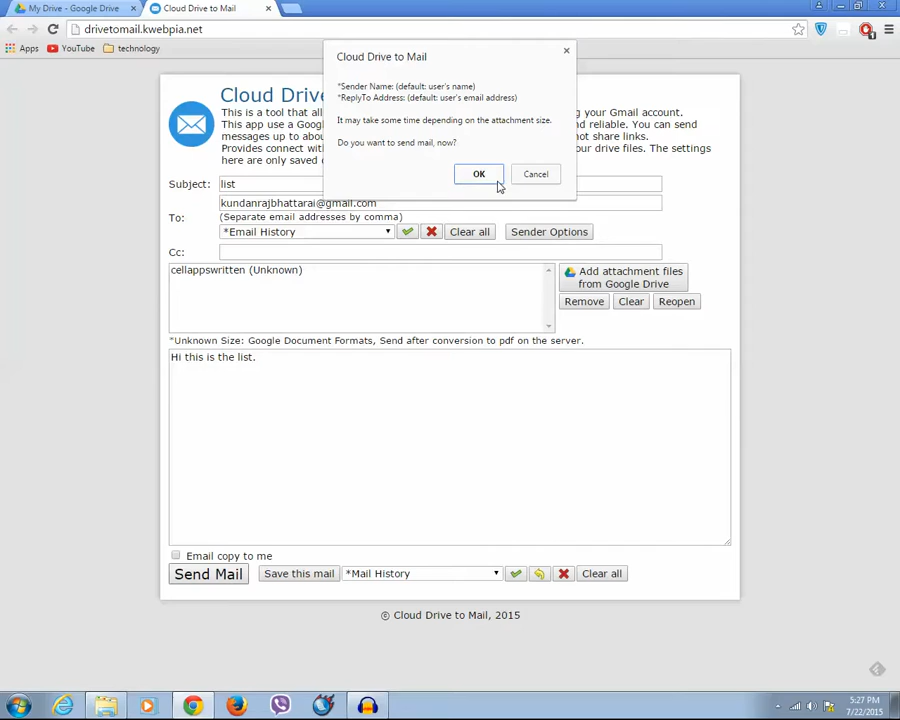 My Drive - Google Drive
Cloud Drive to Mail
drivetomail.kwebpia.net
Apps
YouTube
technology
Cloud Drive to Mail
*Sender Name: (default: user's name)
*ReplyTo Address: (default: user's email address)
It may take some time depending on the attachment size.
Do you want to send mail, now?
OK
Cancel
Cloud Drive
This is a tool that all
ng your Gmail account.
This app use a Googl
and reliable. You can send
messages up to abou
not share links.
Provides connect with
our drive files. The settings
here are only saved
Subject:
list
kundanrajbhattarai@gmail.com
To:
(Separate email addresses by comma)
*Email History
Clear all
Sender Options
Cc:
cellappswritten (Unknown)
Add attachment files
from Google Drive
Remove
Clear
Reopen
*Unknown Size: Google Document Formats, Send after conversion to pdf on the server.
Hi this is the list.
Email copy to me
Send Mail
Save this mail
*Mail History
Clear all
© Cloud Drive to Mail, 2015
5:27 PM
7/22/2015